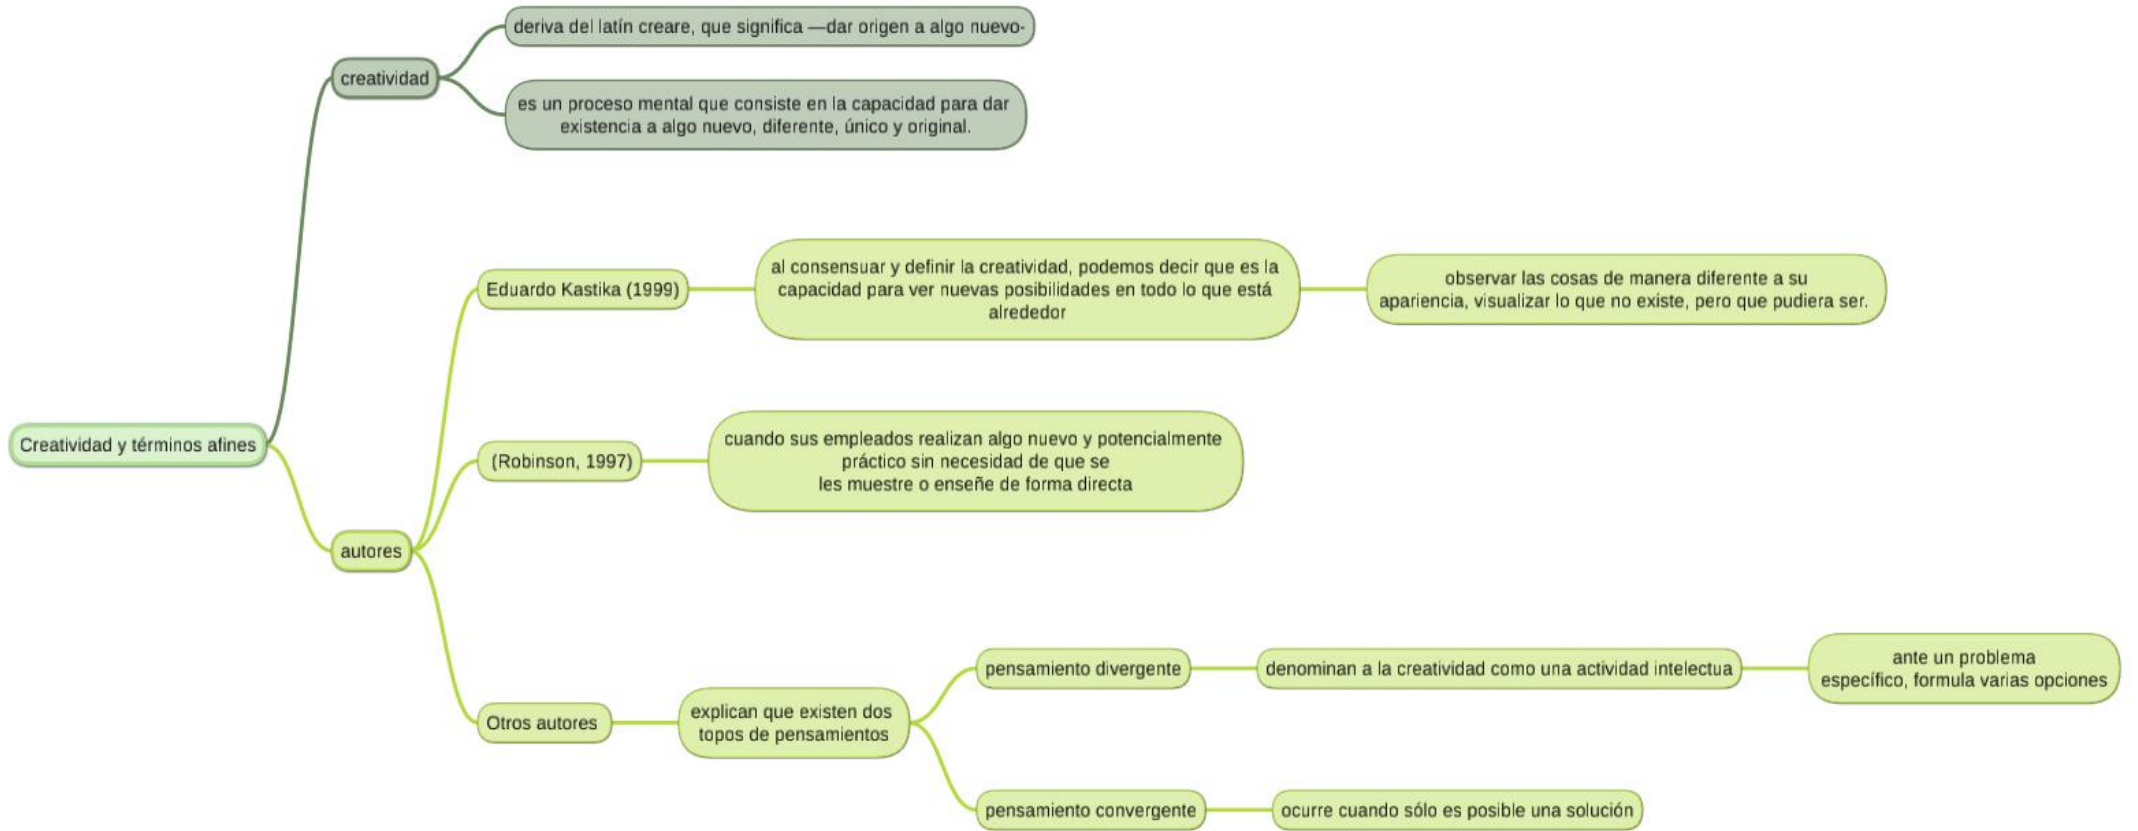 deriva del latín creare, que significa —dar origen a algo nuevo-
creatividad
es un proceso mental que consiste en la capacidad para dar
existencia a algo nuevo, diferente, único y original.
Eduardo Kastika (1999)
al consensuar y definir la creatividad, podemos decir que es la
capacidad para ver nuevas posibilidades en todo lo que está
alrededor
observar las cosas de manera diferente a su
apariencia, visualizar lo que no existe, pero que pudiera ser.
Creatividad y términos afines
(Robinson, 1997)
cuando sus empleados realizan algo nuevo y potencialmente
práctico sin necesidad de que se
les muestre o enseñe de forma directa
autores
Otros autores
explican que existen dos
topos de pensamientos
pensamiento divergente
denominan a la creatividad como una actividad intelectua
ante un problema
específico, formula varias opciones
pensamiento convergente
ocurre cuando sólo es posible una solución